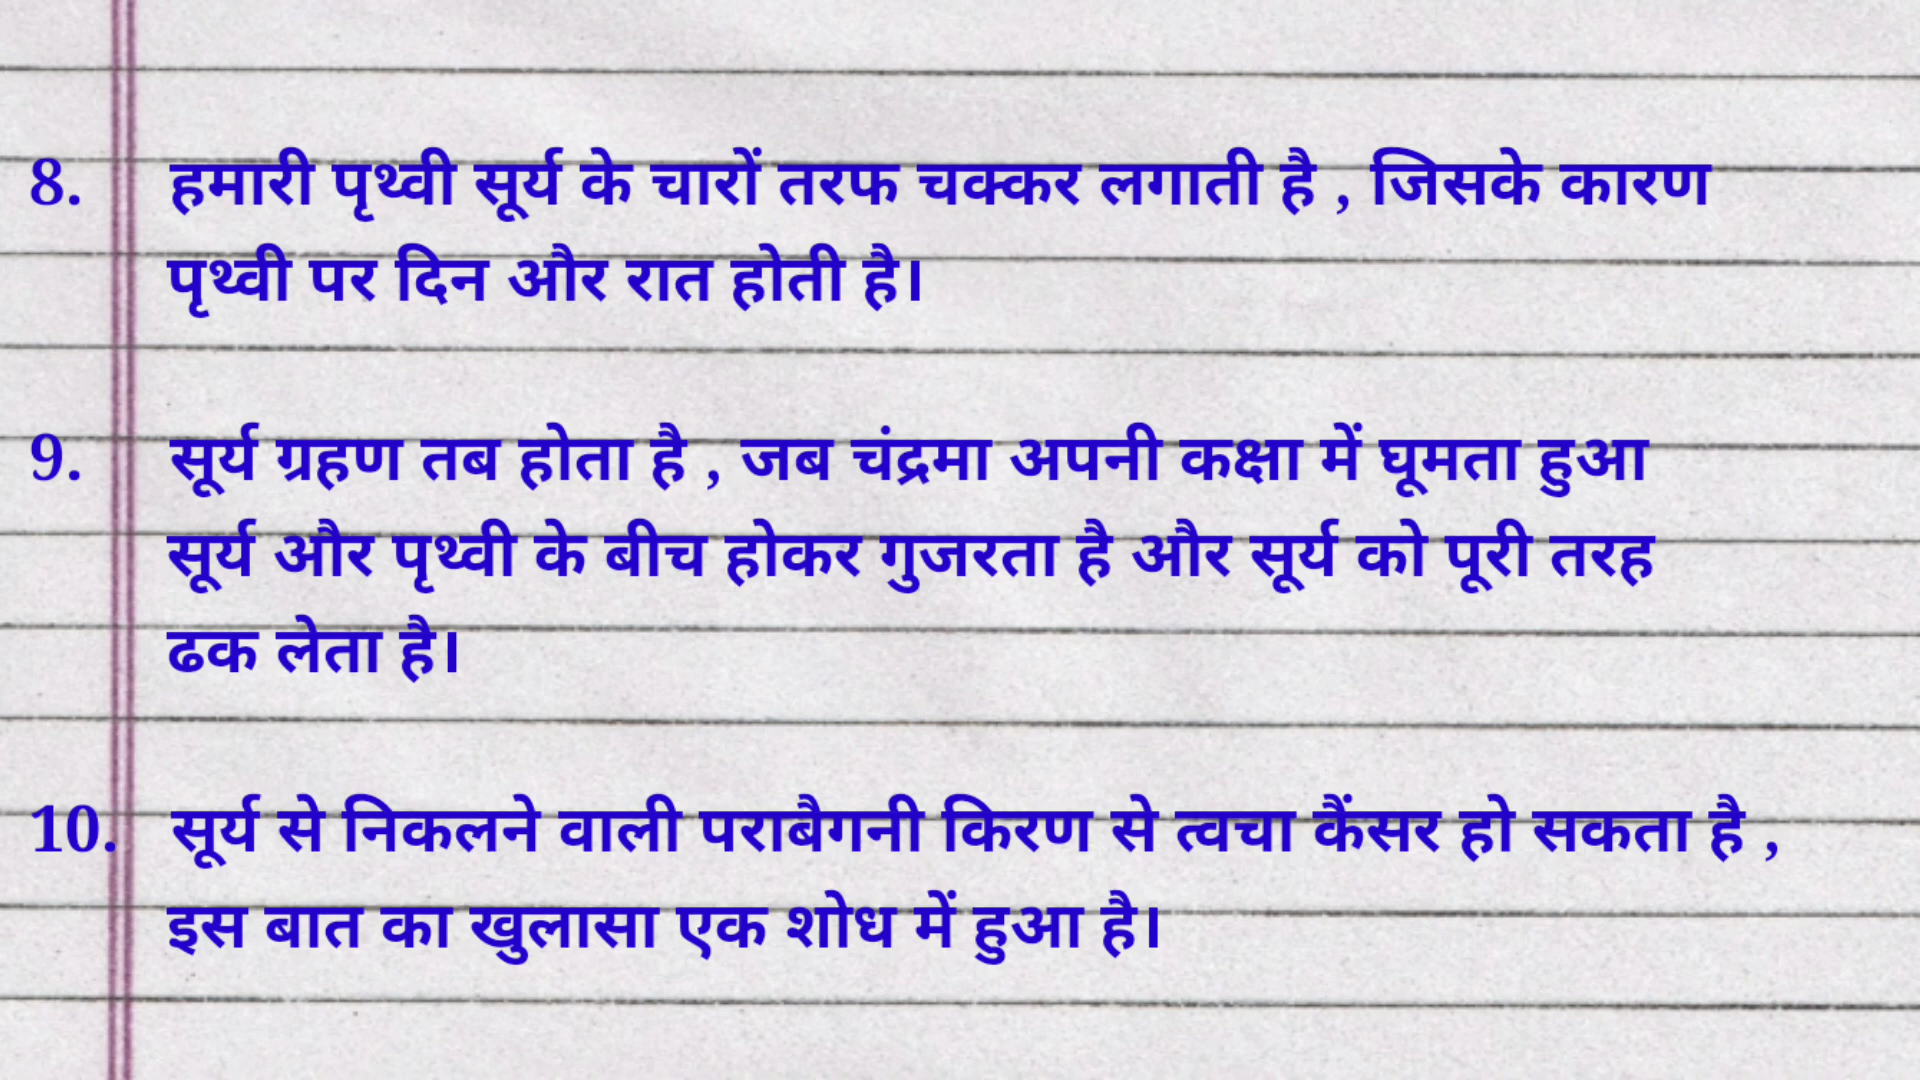 8. हमारी पृथ्वी सूर्य के चारों तरफ चक्कर लगाती है , जिसके कारण
पृथ्वी पर दिन और रात होती है।
9. सूर्य ग्रहण तब होता है , जब चंद्रमा अपनी कक्षा में घूमता हुआ
सूर्य और पृथ्वी के बीच होकर गुजरता है और सूर्य को पूरी तरह
ढक लेता है।
10. सूर्य से निकलने वाली पराबैगनी किरण से त्वचा कैंसर हो सकता है ,
इस बात का खुलासा एक शोध में हुआ है।